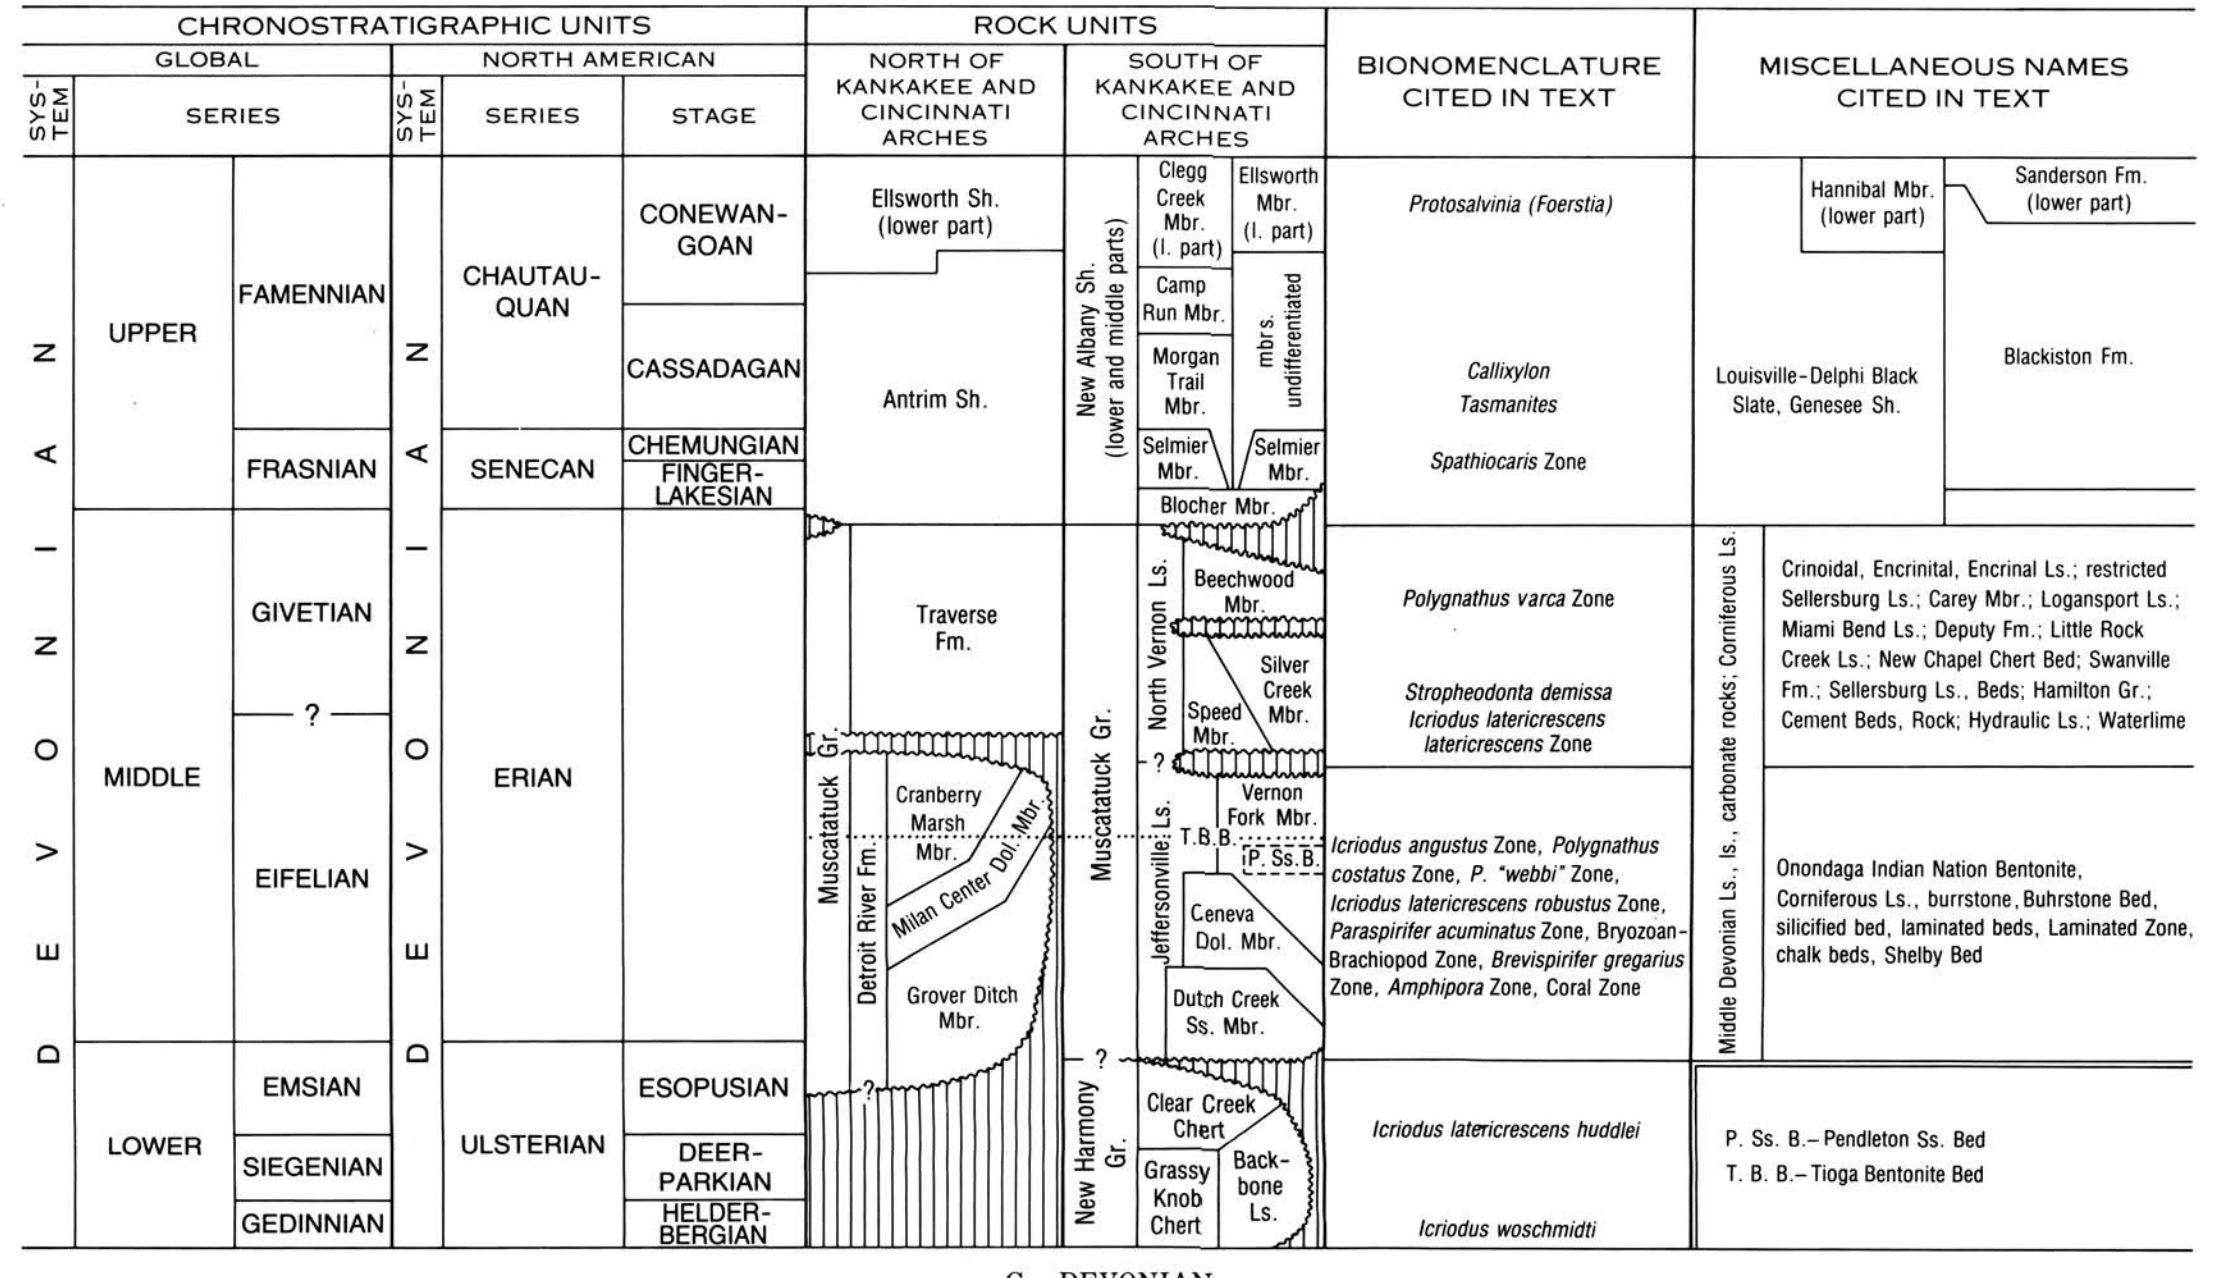 CHRONOSTRATIGRAPHIC UNITS
ROCK UNITS
BIONOMENCLATURE
CITED IN TEXT
MISCELLANEOUS NAMES
CITED IN TEXT
GLOBAL
NORTH AMERICAN
NORTH OF
KANKAKEE AND
CINCINNATI
ARCHES
SOUTH OF
KANKAKEE AND
CINCINNATI
ARCHES
SYS-
TEM
SERIES
SYS-
TEM
SERIES
STAGE
DEVONIAN
UPPER
FAMENNIAN
FRASNIAN
MIDDLE
GIVETIAN
?
EIFELIAN
LOWER
EMSIAN
SIEGENIAN
GEDINNIAN
DEVONIAN
CHAUTAU-
QUAN
SENECAN
ERIAN
ULSTERIAN
CONEWAN-
GOAN
CASSADAGAN
CHEMUNGIAN
FINGER-
LAKESIAN
ESOPUSIAN
DEER-
PARKIAN
HELDER-
BERGIAN
Ellsworth Sh.
(lower part)
Antrim Sh.
Muscatatuck Gr.
Traverse
Fm.
Detroit River Fm.
Cranberry
Marsh
Mbr.
Milan Center Dol. Mbr.
Grover Ditch
Mbr.
?
New Albany Sh.
(lower and middle parts)
Clegg
Creek
Mbr.
(l. part)
Ellsworth
Mbr.
(l. part)
Camp
Run Mbr.
mbrs.
undifferentiated
Morgan
Trail
Mbr.
Selmier
Mbr.
Selmier
Mbr.
Blocher Mbr.
Muscatatuck Gr.
North Vernon Ls.
Beechwood
Mbr.
Silver
Creek
Mbr.
Speed
Mbr.
?
Jeffersonville Ls.
Vernon
Fork Mbr.
T.B.B.
P. Ss.B.
Geneva
Dol. Mbr.
Dutch Creek
Ss. Mbr.
?
New Harmony
Gr.
Clear Creek
Chert
Grassy
Knob
Chert
Back-
bone
Ls.
Protosalvinia (Foerstia)
Callixylon
Tasmanites
Spathiocaris Zone
Polygnathus varca Zone
Stropheodonta demissa
Icriodus latericrescens
latericrescens Zone
Icriodus angustus Zone, Polygnathus
costatus Zone, P. "webbi" Zone,
Icriodus latericrescens robustus Zone,
Paraspirifer acuminatus Zone, Bryozoan-
Brachiopod Zone, Brevispirifer gregarius
Zone, Amphipora Zone, Coral Zone
Icriodus latericrescens huddlei
Icriodus woschmidti
Hannibal Mbr.
(lower part)
Sanderson Fm.
(lower part)
Louisville-Delphi Black
Slate, Genesee Sh.
Blackiston Fm.
Middle Devonian Ls., ls., carbonate rocks; Corniferous Ls.
Crinoidal, Encrinital, Encrinal Ls.; restricted
Sellersburg Ls.; Carey Mbr.; Logansport Ls.;
Miami Bend Ls.; Deputy Fm.; Little Rock
Creek Ls.; New Chapel Chert Bed; Swanville
Fm.; Sellersburg Ls., Beds; Hamilton Gr.;
Cement Beds, Rock; Hydraulic Ls.; Waterlime
Onondaga Indian Nation Bentonite,
Corniferous Ls., burrstone, Buhrstone Bed,
silicified bed, laminated beds, Laminated Zone,
chalk beds, Shelby Bed
P. Ss. B.–Pendleton Ss. Bed
T. B. B.–Tioga Bentonite Bed